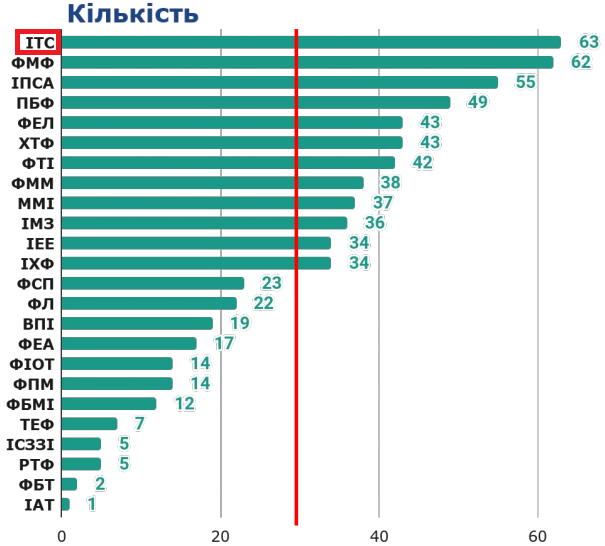 Кількість
ІТС 63
ФМФ 62
ІПСА 55
ПБФ 49
ФЕЛ 43
ХТФ 43
ФТІ 42
ФММ 38
ММІ 37
ІМЗ 36
ІЕЕ 34
ІХФ 34
ФСП 23
ФЛ 22
ВПІ 19
ФЕА 17
ФІОТ 14
ФПМ 14
ФБМІ 12
ТЕФ 7
ІСЗЗІ 5
РТФ 5
ФБТ 2
ІАТ 1
0 20 40 60